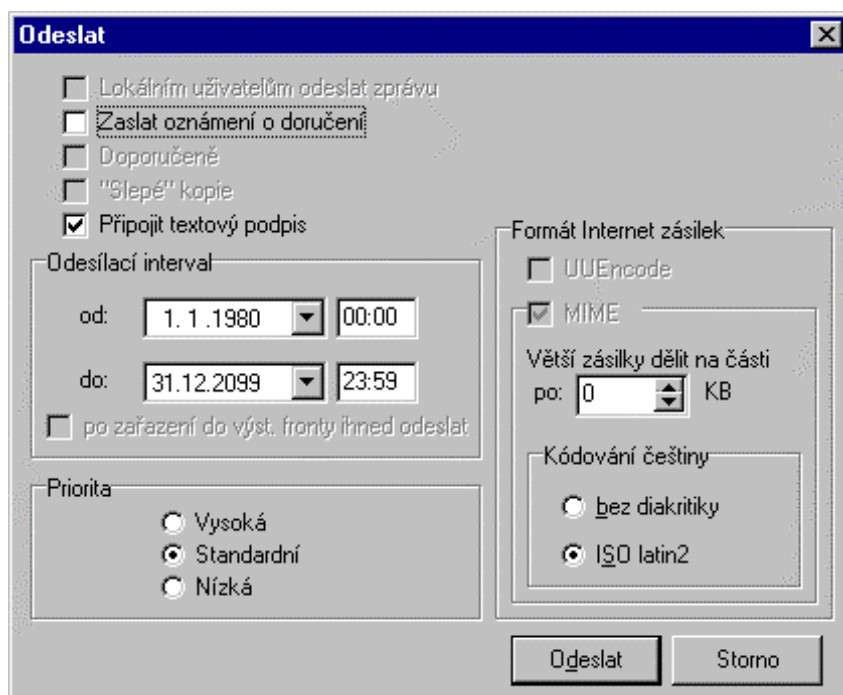 Odeslat
Lokálním uživatelům odeslat zprávu
Zaslat oznámení o doručení
Doporučeně
"Slepé" kopie
Připojit textový podpis
Odesílací interval
od: 1. 1 .1980 00:00
do: 31.12.2099 23:59
po zařazení do výst. fronty ihned odeslat
Priorita
Vysoká
Standardní
Nízká
Formát Internet zásilek
UUEncode
MIME
Větší zásilky dělit na části
po: 0 KB
Kódování češtiny
bez diakritiky
ISO latin2
Odeslat
Storno